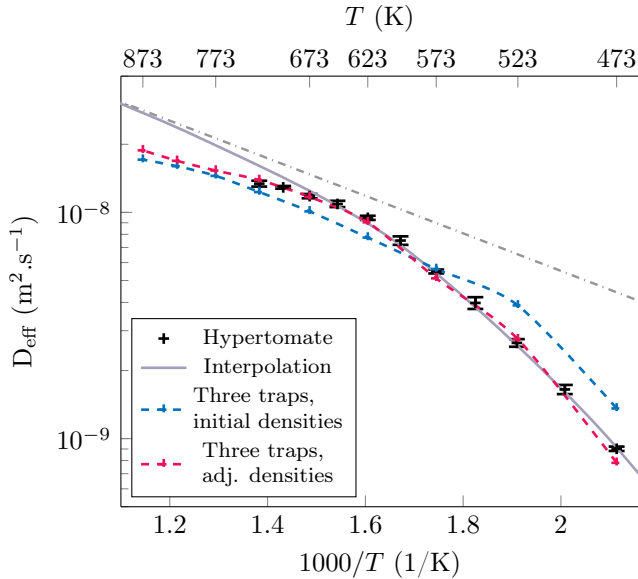 T (K)
873 773 673 623 573 523 473
D_eff (m².s⁻¹)
10⁻⁸
10⁻⁹
Hypertomate
Interpolation
Three traps,
initial densities
Three traps,
adj. densities
1.2 1.4 1.6 1.8 2
1000/T (1/K)